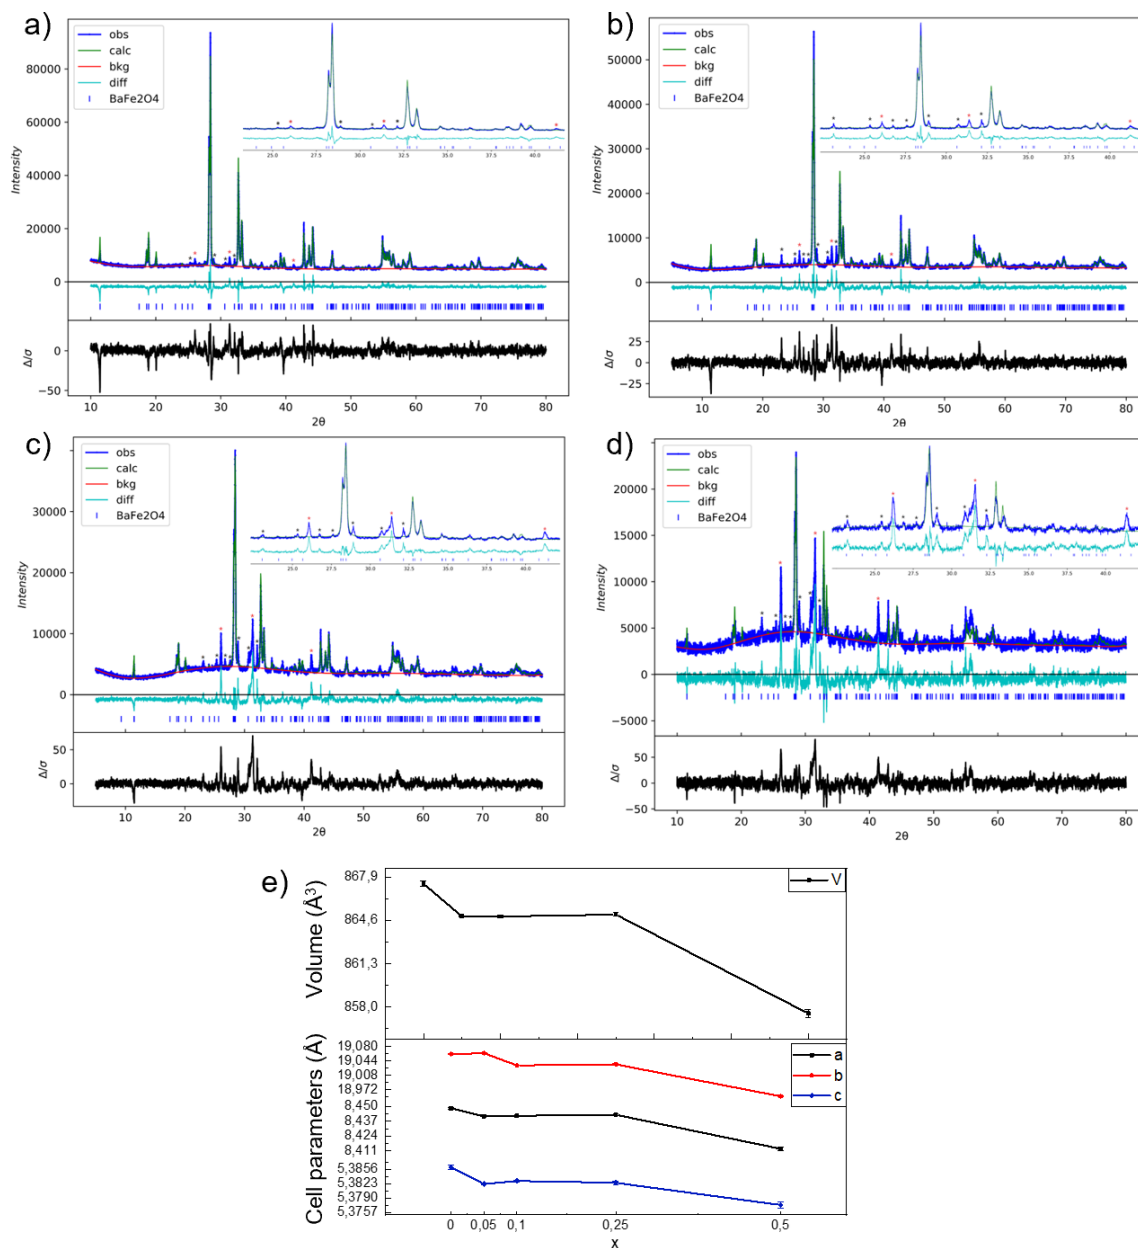 a)
obs
calc
bkg
diff
BaFe2O4
80000
60000
40000
20000
0
Intensity
25.0 27.5 30.0 32.5 35.0 37.5 40.0
0
−50
Δ/σ
10 20 30 40 50 60 70 80
2θ
b)
obs
calc
bkg
diff
BaFe2O4
50000
40000
30000
20000
10000
0
Intensity
25.0 27.5 30.0 32.5 35.0 37.5 40.0
25
0
−25
Δ/σ
10 20 30 40 50 60 70 80
2θ
c)
obs
calc
bkg
diff
BaFe2O4
40000
30000
20000
10000
0
Intensity
25.0 27.5 30.0 32.5 35.0 37.5 40.0
50
0
Δ/σ
10 20 30 40 50 60 70 80
2θ
d)
obs
calc
bkg
diff
BaFe2O4
20000
15000
10000
5000
0
−5000
Intensity
25.0 27.5 30.0 32.5 35.0 37.5 40.0
50
0
−50
Δ/σ
10 20 30 40 50 60 70 80
2θ
e)
V
867,9
864,6
861,3
858,0
Volume (Å³)
a
b
c
19,080
19,044
19,008
18,972
8,450
8,437
8,424
8,411
5,3856
5,3823
5,3790
5,3757
Cell parameters (Å)
0 0,05 0,1 0,25 0,5
x